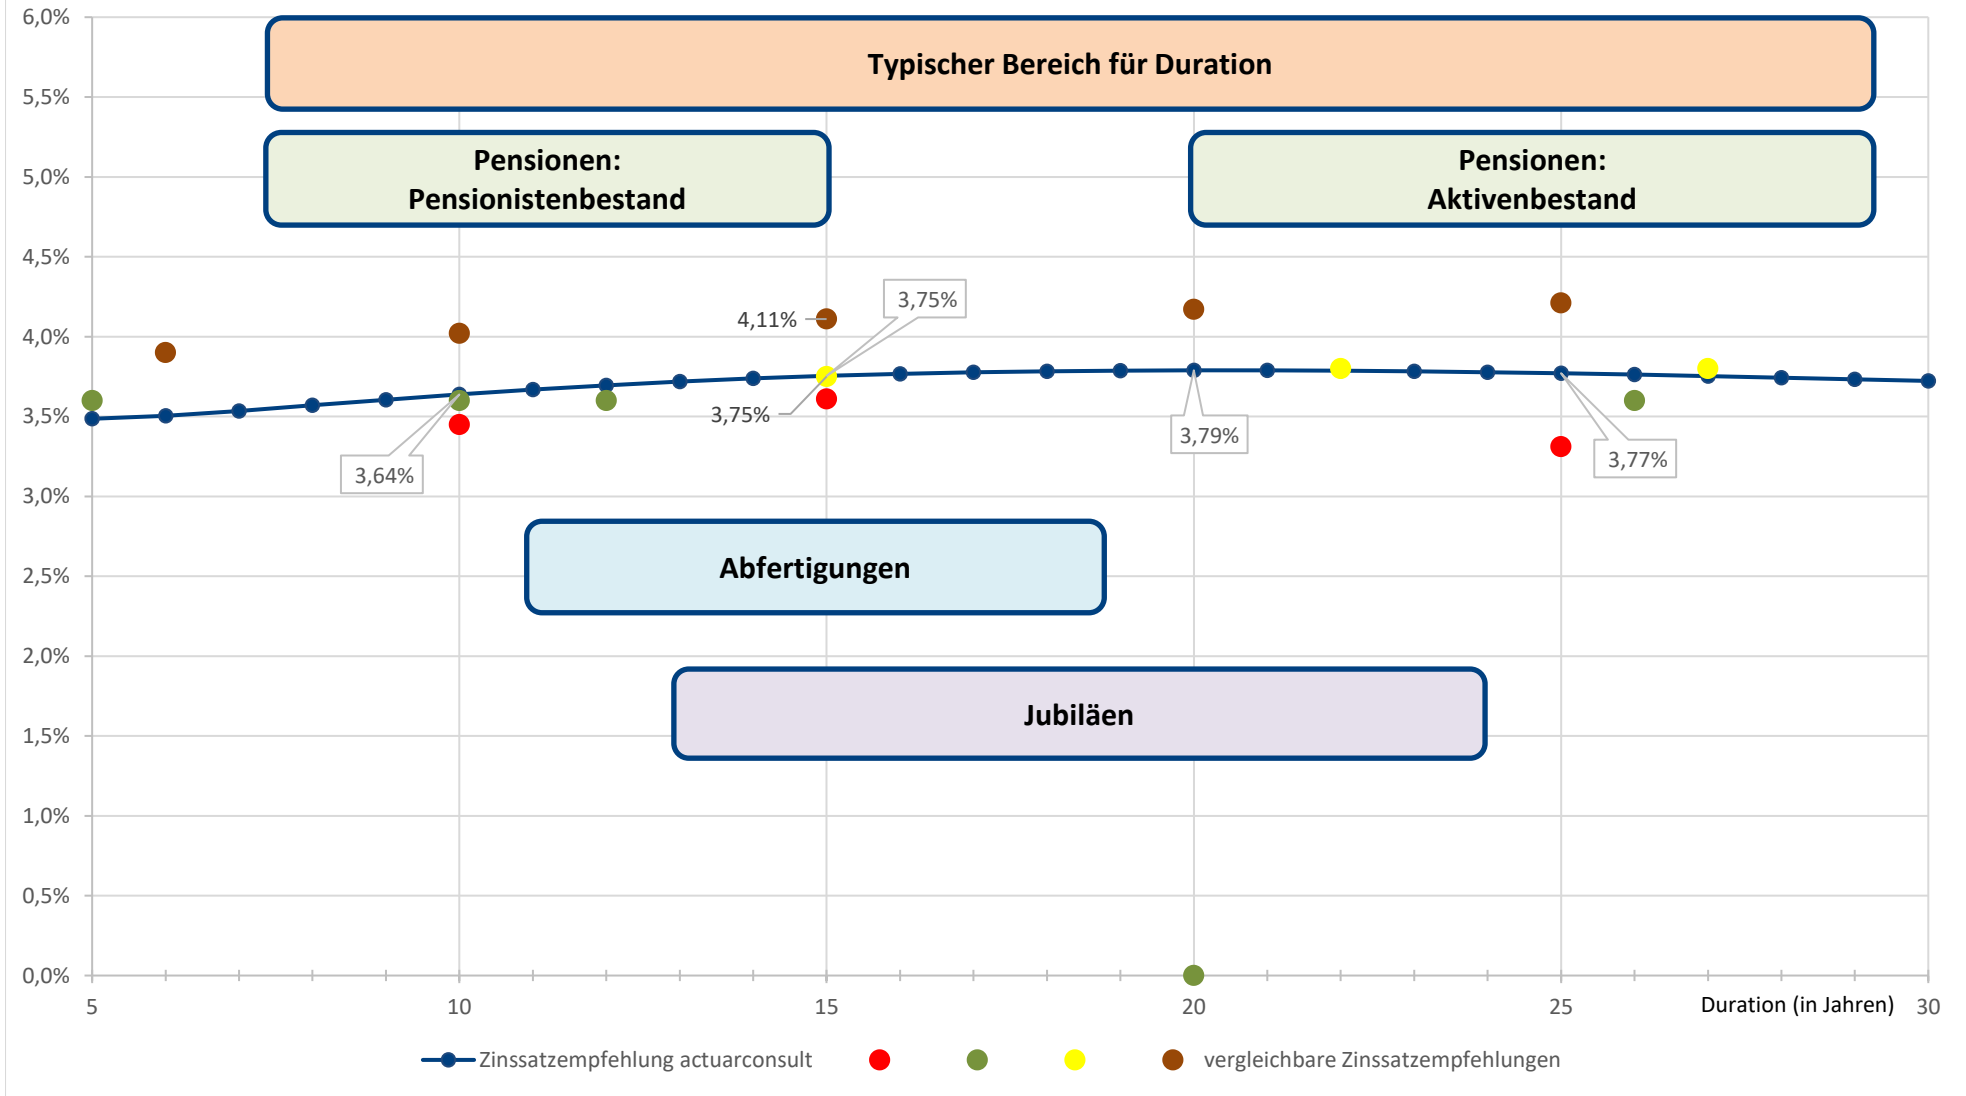 6,0%
Typischer Bereich für Duration
5,5%
Pensionen:
Pensionistenbestand
Pensionen:
Aktivenbestand
5,0%
4,5%
4,11%
3,75%
4,0%
3,5%
3,75%
3,79%
3,77%
3,64%
3,0%
Abfertigungen
2,5%
2,0%
Jubiläen
1,5%
1,0%
0,5%
0,0%
5 10 15 20 25 Duration (in Jahren) 30
Zinssatzempfehlung actuarconsult vergleichbare Zinssatzempfehlungen